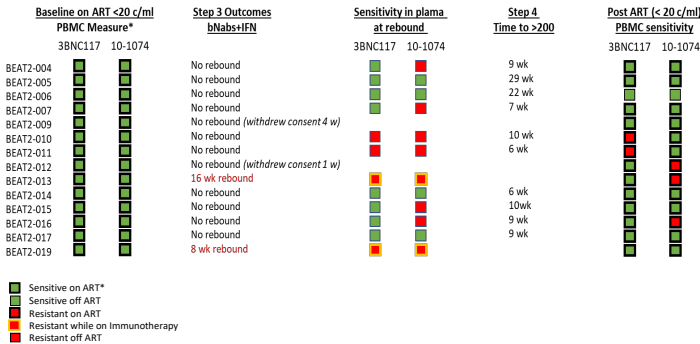 Baseline on ART <20 c/ml Step 3 Outcomes Sensitivity in plama Step 4 Post ART (< 20 c/ml)
PBMC Measure* bNabs+IFN at rebound Time to >200 PBMC sensitivity
3BNC117 10-1074 3BNC117 10-1074 3BNC117 10-1074
BEAT2-004 No rebound 9 wk
BEAT2-005 No rebound 29 wk
BEAT2-006 No rebound 22 wk
BEAT2-007 No rebound 7 wk
BEAT2-009 No rebound (withdrew consent 4 w)
BEAT2-010 No rebound 10 wk
BEAT2-011 No rebound 6 wk
BEAT2-012 No rebound (withdrew consent 1 w)
BEAT2-013 16 wk rebound
BEAT2-014 No rebound 6 wk
BEAT2-015 No rebound 10wk
BEAT2-016 No rebound 9 wk
BEAT2-017 No rebound 9 wk
BEAT2-019 8 wk rebound
Sensitive on ART*
Sensitive off ART
Resistant on ART
Resistant while on Immunotherapy
Resistant off ART